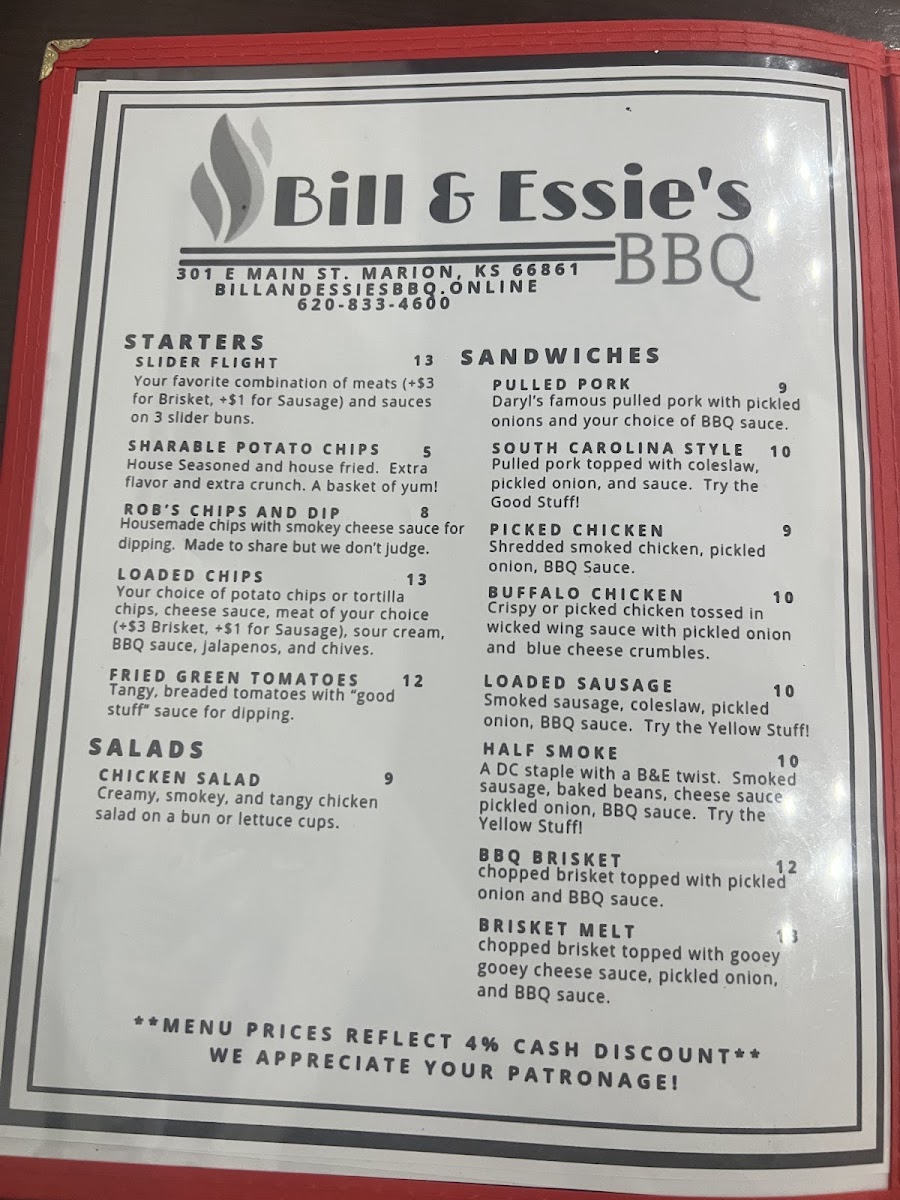 Bill & Essie's
BBQ
301 E MAIN ST. MARION, KS 66861
BILLANDESSIESBBQ.ONLINE
620-833-4600
STARTERS
SLIDER FLIGHT 13
Your favorite combination of meats (+$3
for Brisket, +$1 for Sausage) and sauces
on 3 slider buns.
SHARABLE POTATO CHIPS 5
House Seasoned and house fried. Extra
flavor and extra crunch. A basket of yum!
ROB'S CHIPS AND DIP 8
Housemade chips with smokey cheese sauce for
dipping. Made to share but we don't judge.
LOADED CHIPS 13
Your choice of potato chips or tortilla
chips, cheese sauce, meat of your choice
(+$3 Brisket, +$1 for Sausage), sour cream,
BBQ sauce, jalapenos, and chives.
FRIED GREEN TOMATOES 12
Tangy, breaded tomatoes with "good
stuff" sauce for dipping.
SALADS
CHICKEN SALAD 9
Creamy, smokey, and tangy chicken
salad on a bun or lettuce cups.
SANDWICHES
PULLED PORK 9
Daryl's famous pulled pork with pickled
onions and your choice of BBQ sauce.
SOUTH CAROLINA STYLE 10
Pulled pork topped with coleslaw,
pickled onion, and sauce. Try the
Good Stuff!
PICKED CHICKEN 9
Shredded smoked chicken, pickled
onion, BBQ Sauce.
BUFFALO CHICKEN 10
Crispy or picked chicken tossed in
wicked wing sauce with pickled onion
and blue cheese crumbles.
LOADED SAUSAGE 10
Smoked sausage, coleslaw, pickled
onion, BBQ sauce. Try the Yellow Stuff!
HALF SMOKE 10
A DC staple with a B&E twist. Smoked
sausage, baked beans, cheese sauce
pickled onion, BBQ sauce. Try the
Yellow Stuff!
BBQ BRISKET 12
chopped brisket topped with pickled
onion and BBQ sauce.
BRISKET MELT
chopped brisket topped with gooey
gooey cheese sauce, pickled onion,
and BBQ sauce.
**MENU PRICES REFLECT 4% CASH DISCOUNT**
WE APPRECIATE YOUR PATRONAGE!